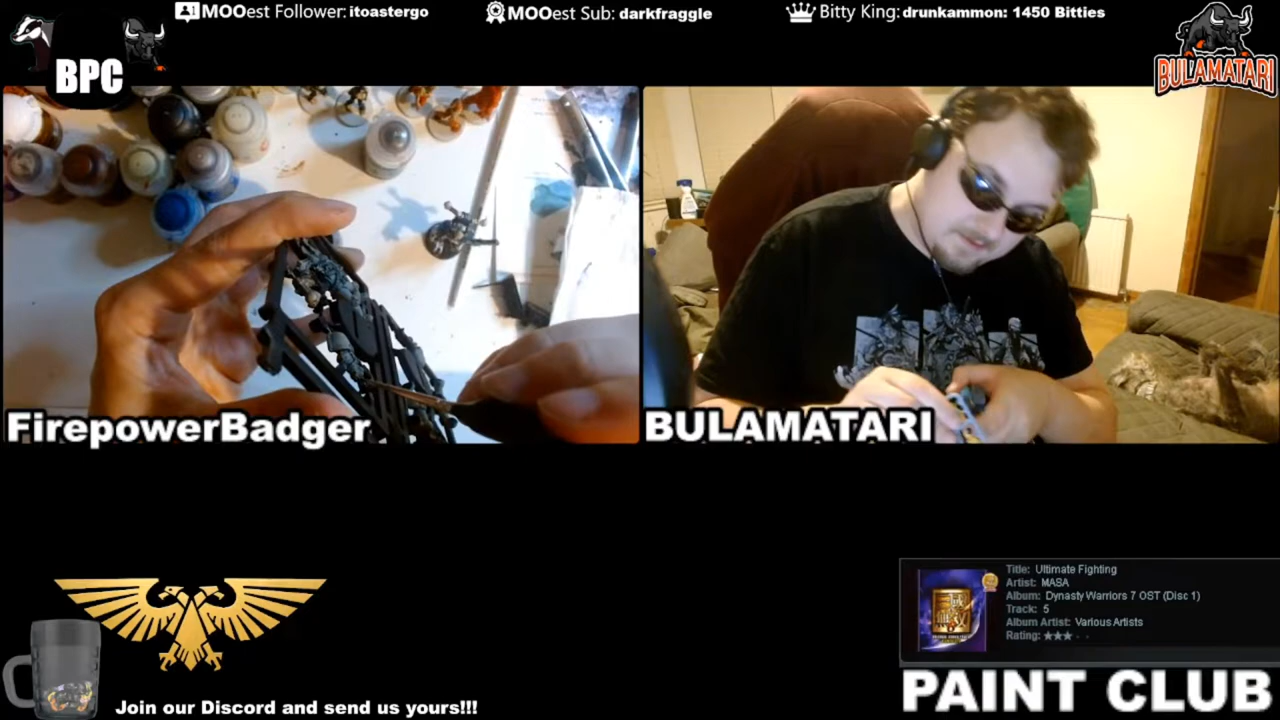 MOOest Follower: itoastergo
MOOest Sub: darkfraggle
Bitty King: drunkammon: 1450 Bitties
BPC
BULAMATARI
FirepowerBadger
BULAMATARI
Title: Ultimate Fighting
Artist: MASA
Album: Dynasty Warriors 7 OST (Disc 1)
Track: 5
Album Artist: Various Artists
Rating: ★★★
PAINT CLUB
Join our Discord and send us yours!!!